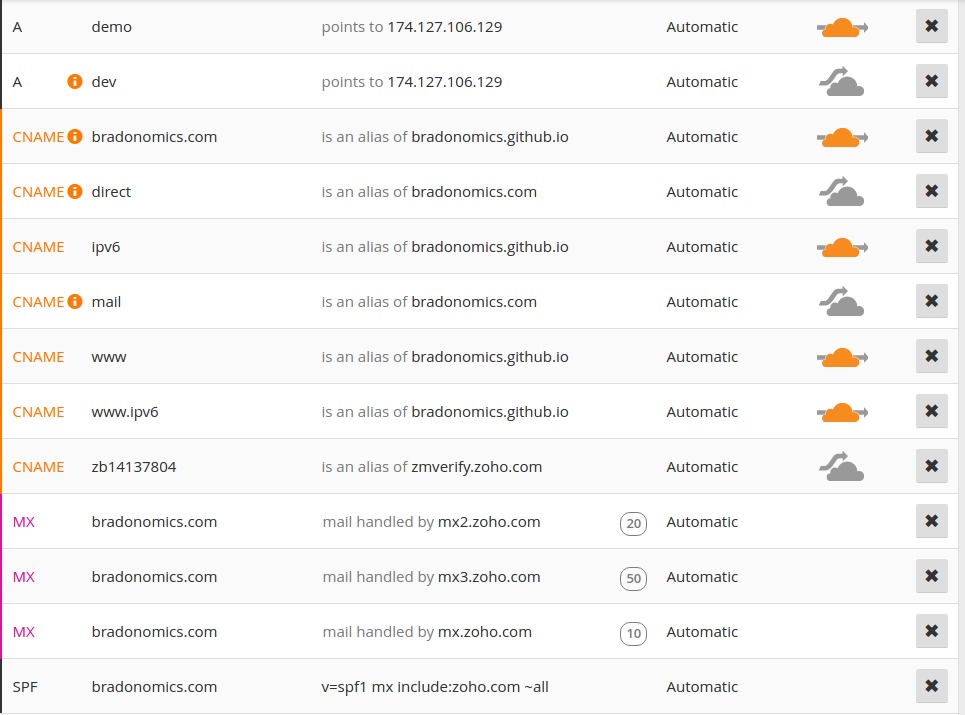 A demo points to 174.127.106.129 Automatic
A dev points to 174.127.106.129 Automatic
CNAME bradonomics.com is an alias of bradonomics.github.io Automatic
CNAME direct is an alias of bradonomics.com Automatic
CNAME ipv6 is an alias of bradonomics.github.io Automatic
CNAME mail is an alias of bradonomics.com Automatic
CNAME www is an alias of bradonomics.github.io Automatic
CNAME www.ipv6 is an alias of bradonomics.github.io Automatic
CNAME zb14137804 is an alias of zmverify.zoho.com Automatic
MX bradonomics.com mail handled by mx2.zoho.com 20 Automatic
MX bradonomics.com mail handled by mx3.zoho.com 50 Automatic
MX bradonomics.com mail handled by mx.zoho.com 10 Automatic
SPF bradonomics.com v=spf1 mx include:zoho.com ~all Automatic